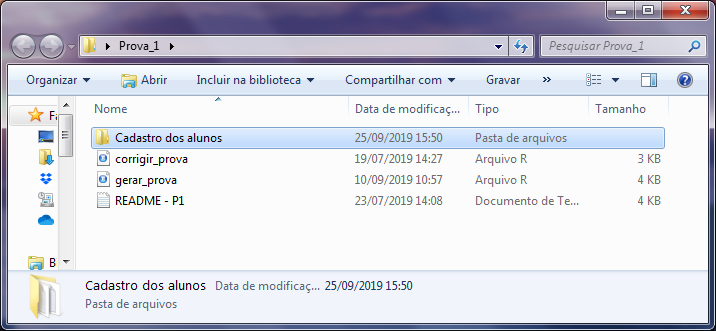 Prova_1
Pesquisar Prova_1
Organizar Abrir Incluir na biblioteca Compartilhar com Gravar »
Nome Data de modificaç... Tipo Tamanho
Cadastro dos alunos 25/09/2019 15:50 Pasta de arquivos
corrigir_prova 19/07/2019 14:27 Arquivo R 3 KB
gerar_prova 10/09/2019 10:57 Arquivo R 4 KB
README - P1 23/07/2019 14:08 Documento de Te... 4 KB
Fa
B
Cadastro dos alunos Data de modificaç... 25/09/2019 15:50
Pasta de arquivos